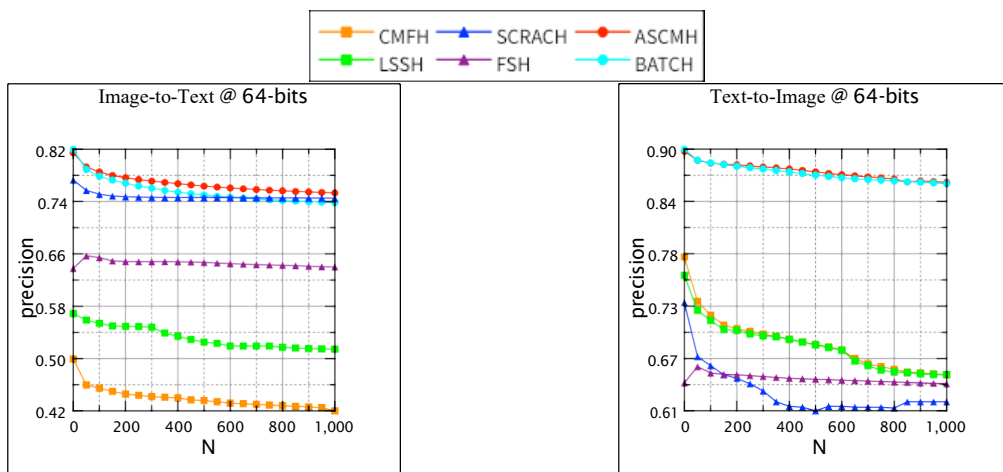 CMFH SCRACH ASCMH
LSSH FSH BATCH
Image-to-Text @ 64-bits
0.82
0.74
0.66
0.58
0.50
0.42
precision
0 200 400 600 800 1,000
N
Text-to-Image @ 64-bits
0.90
0.84
0.78
0.73
0.67
0.61
precision
0 200 400 600 800 1,000
N